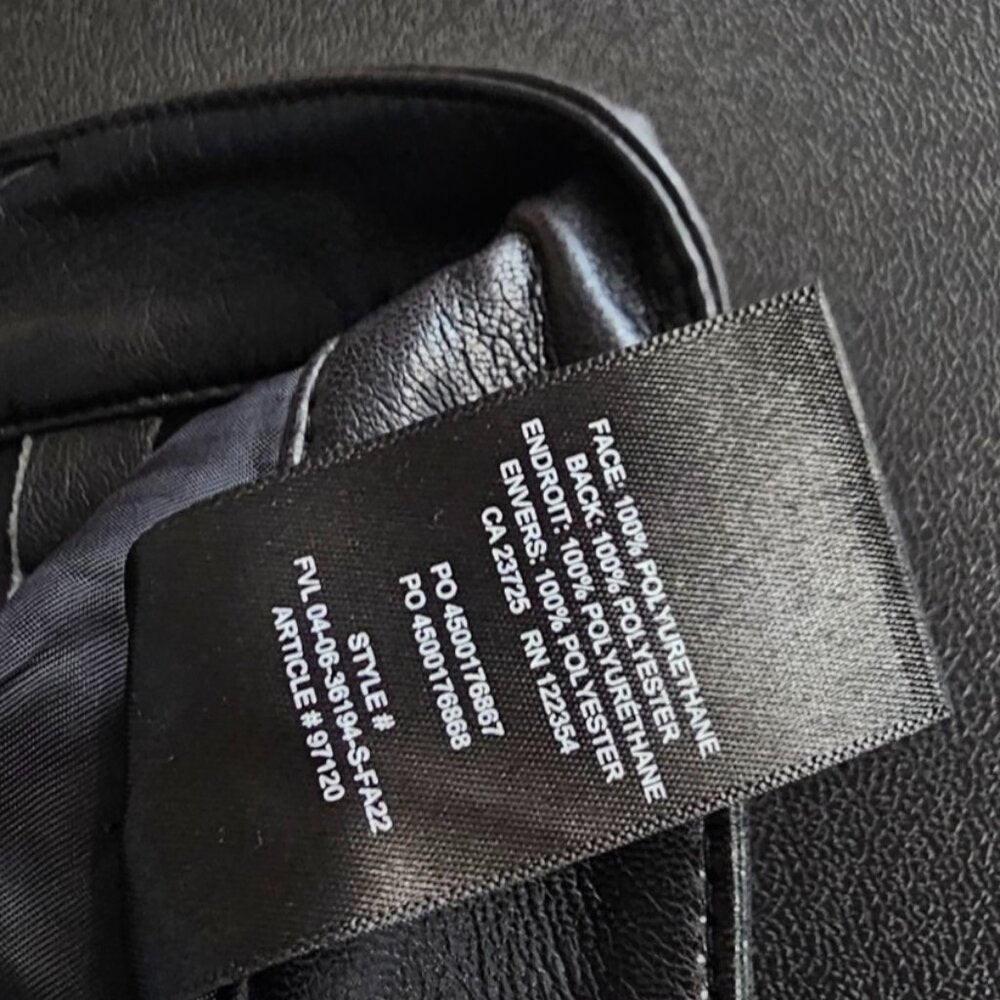 FACE: 100% POLYURETHANE
BACK: 100% POLYESTER
ENDROIT: 100% POLYURETHANE
ENVERS: 100% POLYESTER
CA 23725 RN 122354
PO 4500176867
PO 4500176868
STYLE #
FVL 04-06-36194-S-FA22
ARTICLE # 97120